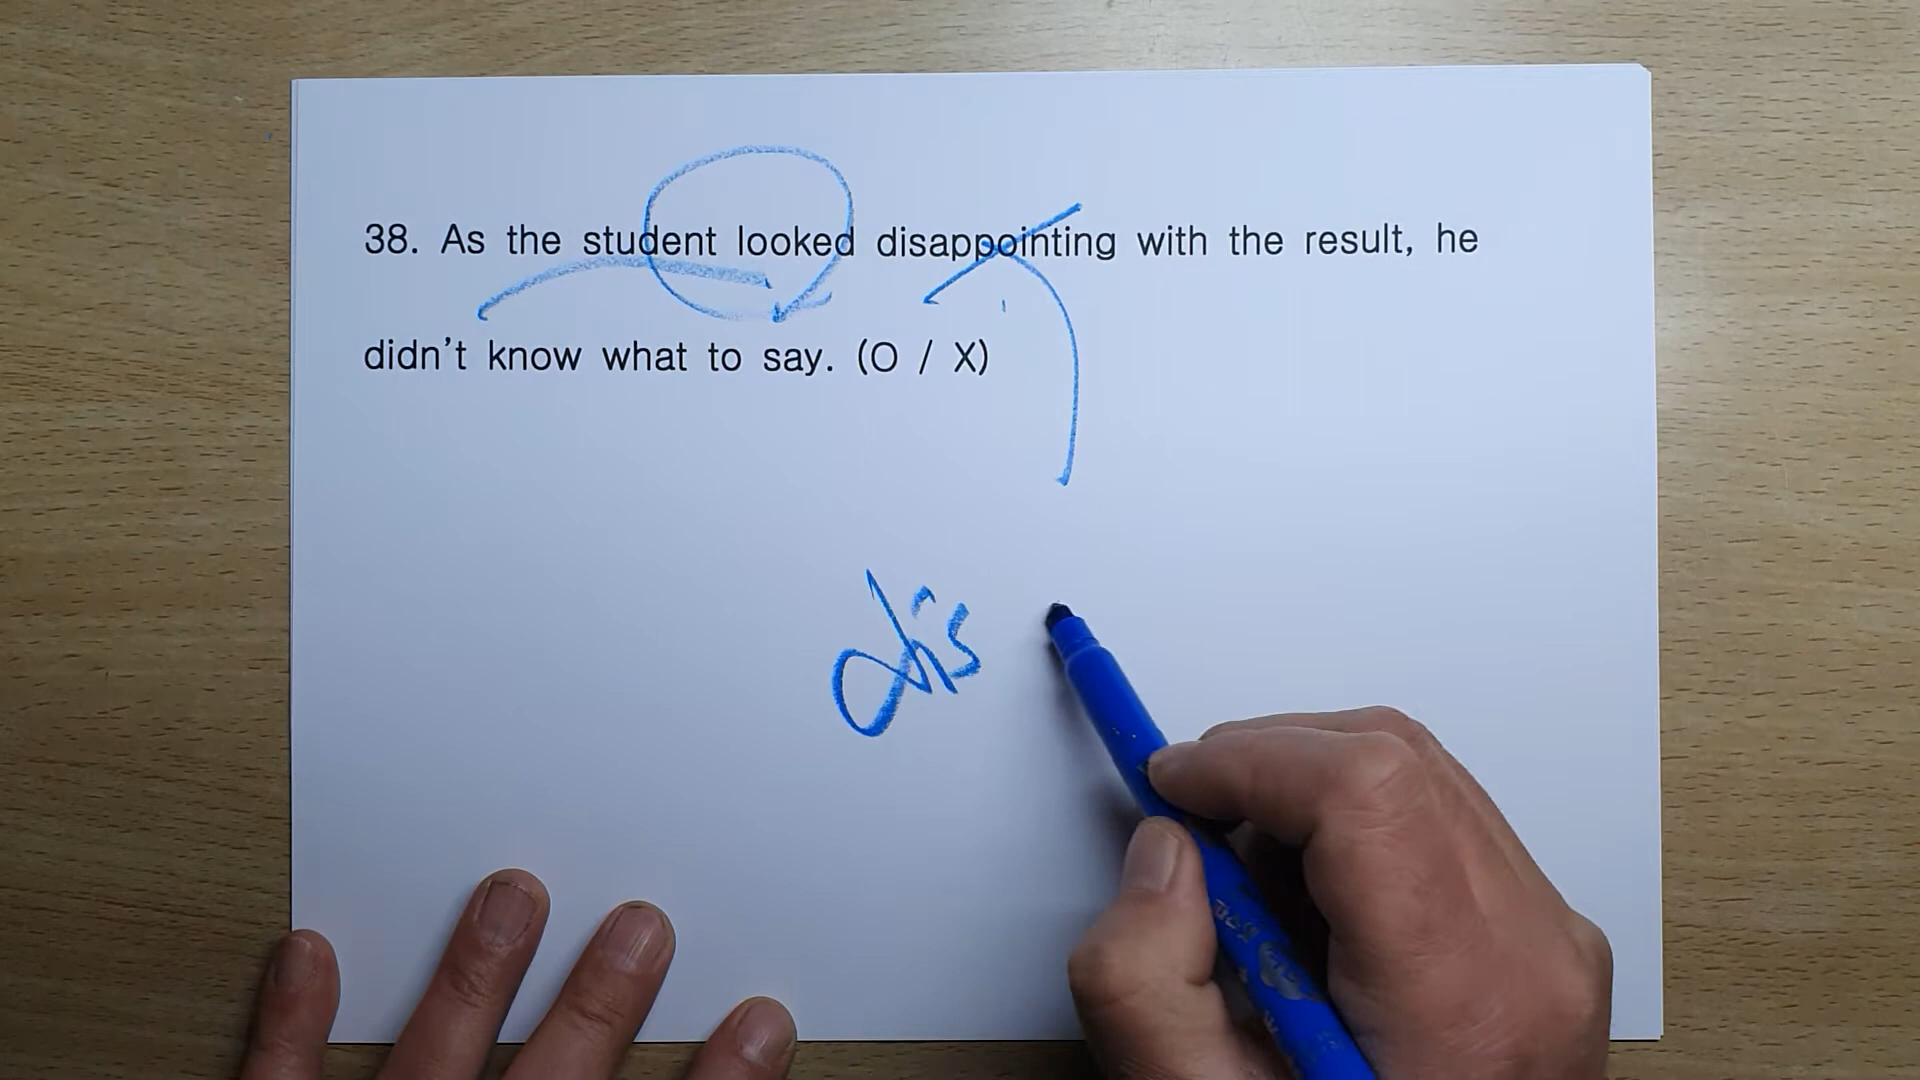 38. As the student looked disappointing with the result, he
didn't know what to say. (O / X)
dis